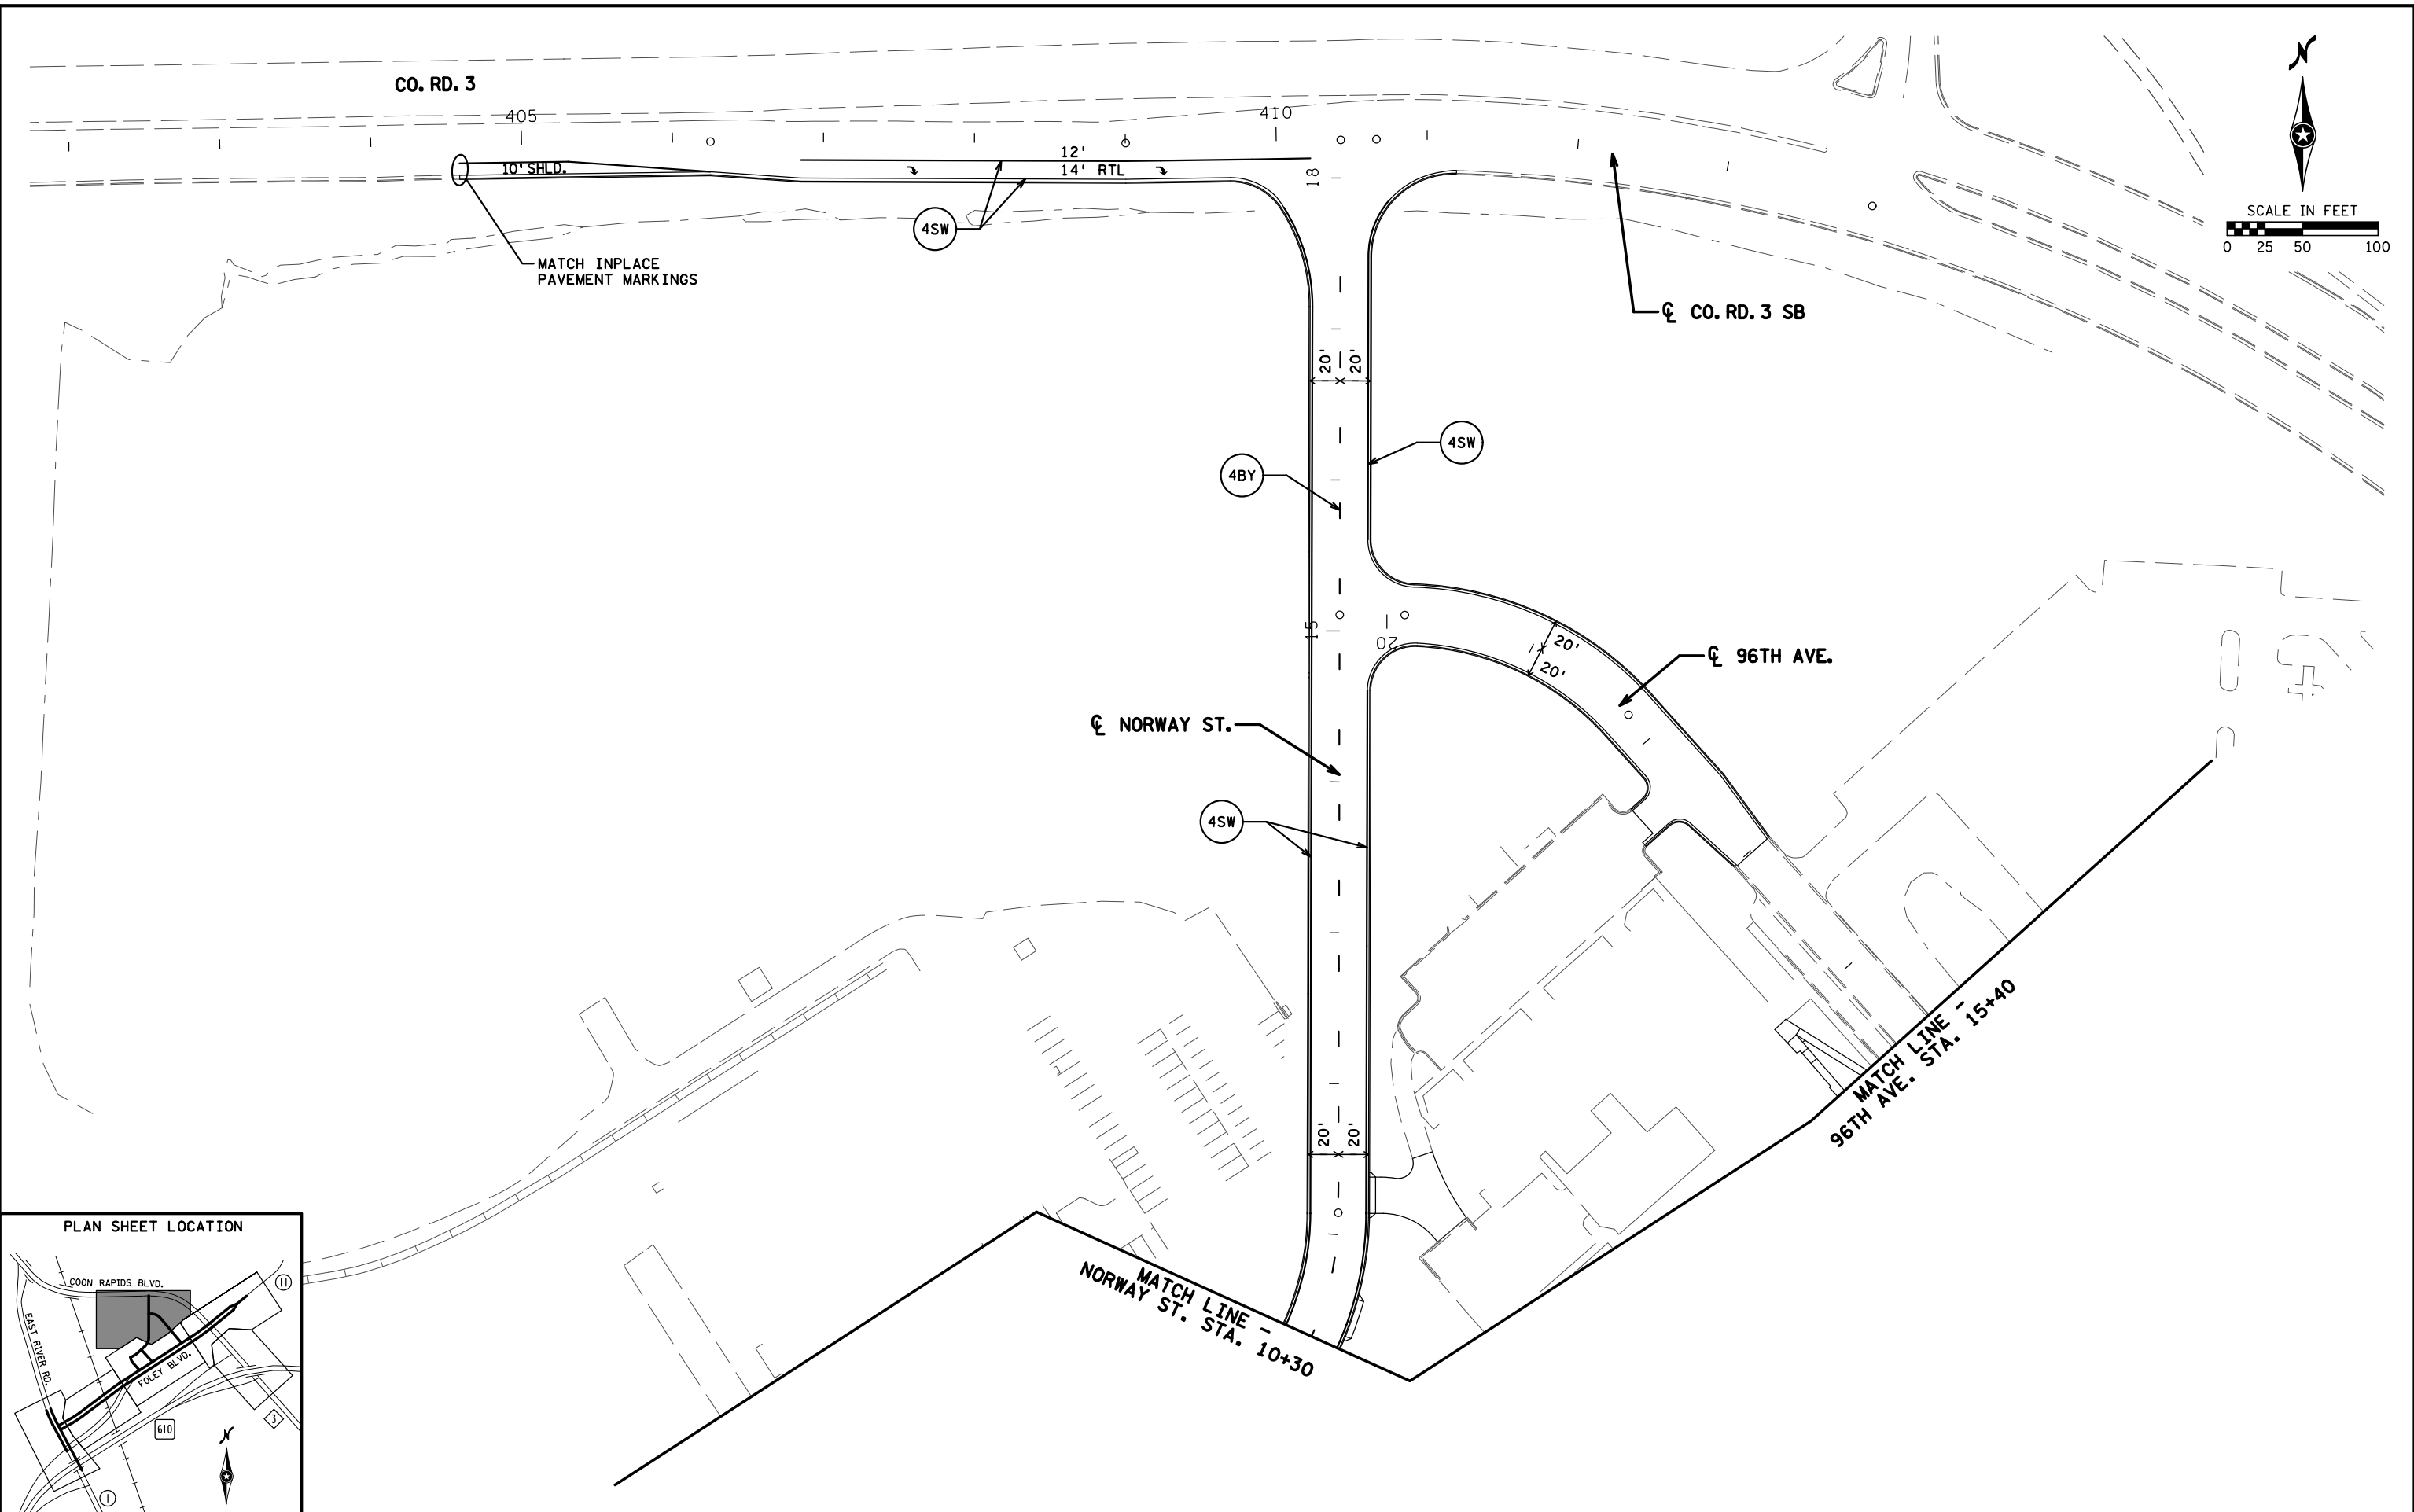 CO. RD. 3
405
410
N
SCALE IN FEET
0 25 50 100
10' SHLD.
12'
14' RTL
18
4SW
MATCH INPLACE
PAVEMENT MARKINGS
℄ CO. RD. 3 SB
20' 20'
4SW
4BY
15
20
20'
20'
℄ 96TH AVE.
℄ NORWAY ST.
4SW
MATCH LINE -
96TH AVE. STA. 15+40
20' 20'
MATCH LINE -
NORWAY ST. STA. 10+30
PLAN SHEET LOCATION
COON RAPIDS BLVD.
11
EAST RIVER RD.
FOLEY BLVD.
610
3
N
1